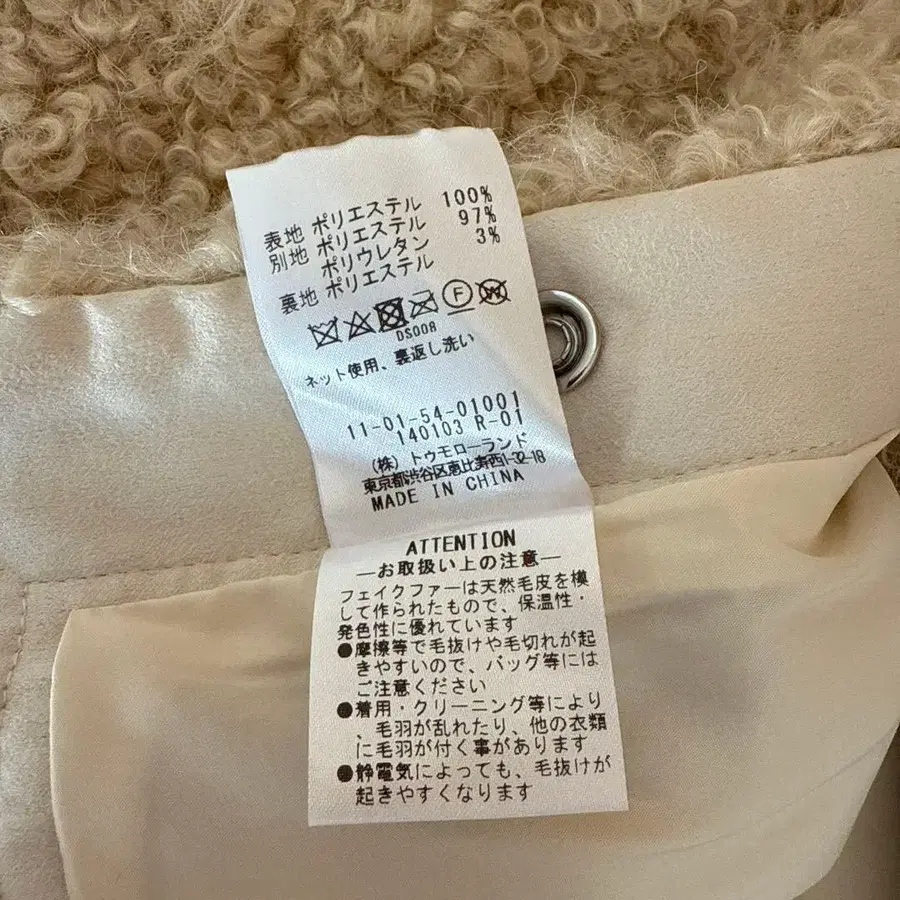 表地 ポリエステル 100%
別地 ポリエステル 97%
ポリウレタン 3%
裏地 ポリエステル
F W
DS008
ネット使用、裏返し洗い
11-01-54-01001
140103 R-01
(株) トゥモローランド
東京都渋谷区恵比寿西1-32-18
MADE IN CHINA
ATTENTION
―お取扱い上の注意―
フェイクファーは天然毛皮を模
して作られたもので、保温性・
発色性に優れています
●摩擦等で毛抜けや毛切れが起
きやすいので、バッグ等には
ご注意ください
●着用・クリーニング等により
、毛羽が乱れたり、他の衣類
に毛羽が付く事があります
●静電気によっても、毛抜けが
起きやすくなります